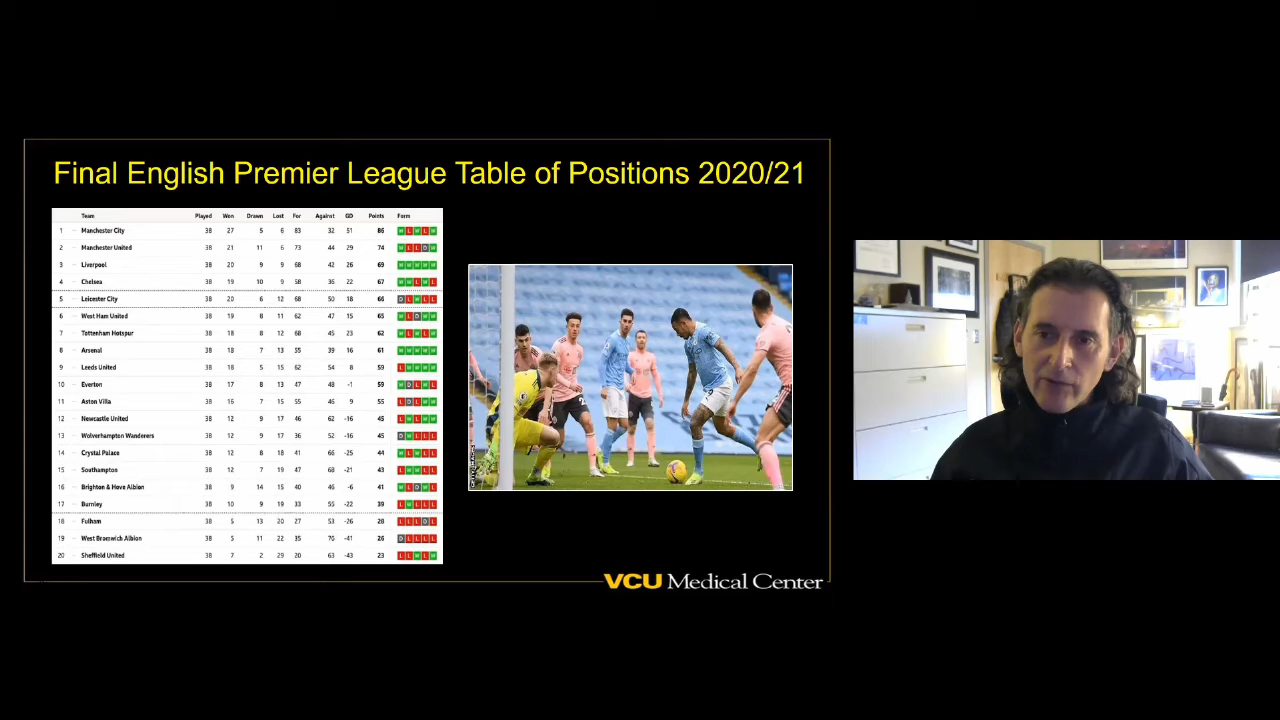 Final English Premier League Table of Positions 2020/21
Team Played Won Drawn Lost For Against GD Points Form
1 Manchester City 38 27 5 6 83 32 51 86 W L W L W
2 Manchester United 38 21 11 6 73 44 29 74 W L L D W
3 Liverpool 38 20 9 9 68 42 26 69 W W W W W
4 Chelsea 38 19 10 9 58 36 22 67 W W L W L
5 Leicester City 38 20 6 12 68 50 18 66 D L W L L
6 West Ham United 38 19 8 11 62 47 15 65 W L D W W
7 Tottenham Hotspur 38 18 8 12 68 45 23 62 W L W L W
8 Arsenal 38 18 7 13 55 39 16 61 W W W W W
9 Leeds United 38 18 5 15 62 54 8 59 L W W W W
10 Everton 38 17 8 13 47 48 -1 59 W D L W L
11 Aston Villa 38 16 7 15 55 46 9 55 L D L W W
12 Newcastle United 38 12 9 17 46 62 -16 45 L W L W W
13 Wolverhampton Wanderers 38 12 9 17 36 52 -16 45 D W L L L
14 Crystal Palace 38 12 8 18 41 66 -25 44 W L W L L
15 Southampton 38 12 7 19 47 68 -21 43 L W W L L
16 Brighton & Hove Albion 38 9 14 15 40 46 -6 41 W L D W L
17 Burnley 38 10 9 19 33 55 -22 39 L W L L L
18 Fulham 38 5 13 20 27 53 -26 28 L L L D L
19 West Bromwich Albion 38 5 11 22 35 76 -41 26 D L L L L
20 Sheffield United 38 7 2 29 20 63 -43 23 L L W L W
VCU Medical Center